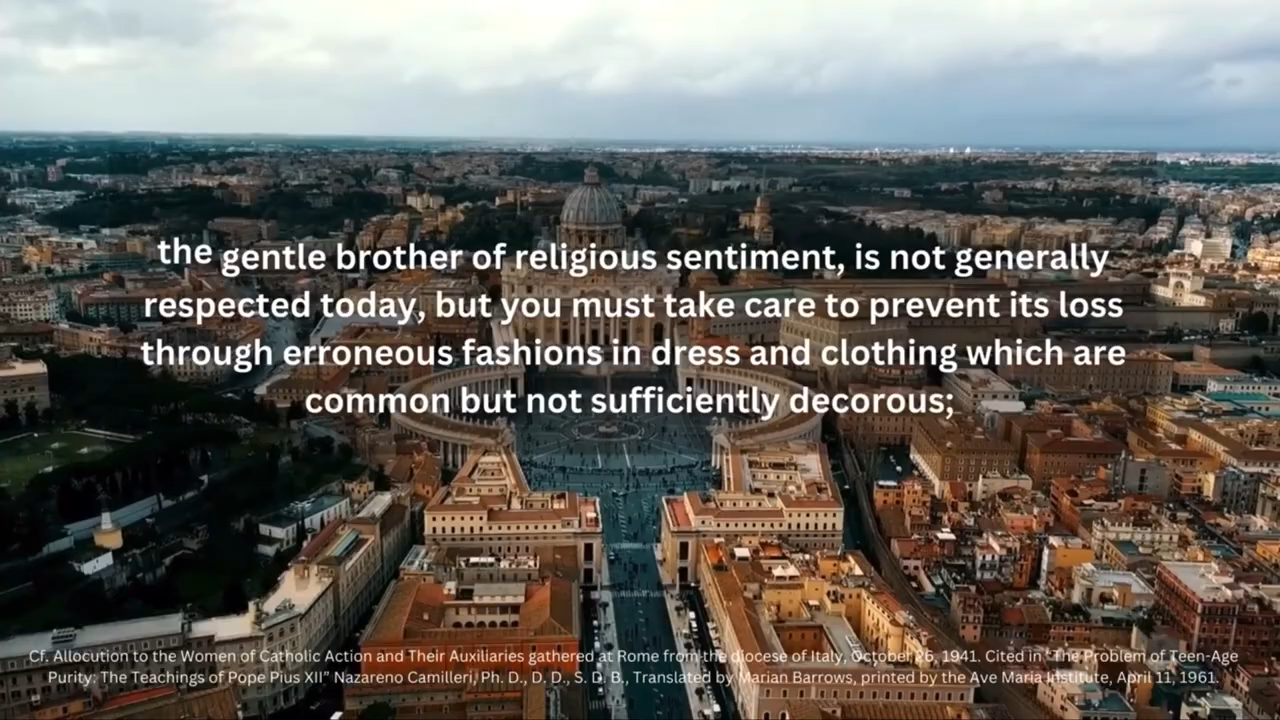 the gentle brother of religious sentiment, is not generally
respected today, but you must take care to prevent its loss
through erroneous fashions in dress and clothing which are
common but not sufficiently decorous;
Cf. Allocution to the Women of Catholic Action and Their Auxiliaries gathered at Rome from the diocese of Italy, October 26, 1941. Cited in "The Problem of Teen-Age
Purity: The Teachings of Pope Pius XII” Nazareno Camilleri, Ph. D., D. D., S. D. B., Translated by Marian Barrows, printed by the Ave Maria Institute, April 11, 1961.